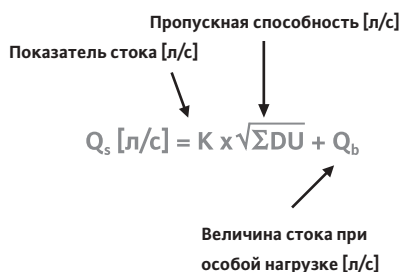 Пропускная способность [л/с]
Показатель стока [л/с]
Qs [л/с] = K x √ΣDU + Qb
Величина стока при
особой нагрузке [л/с]